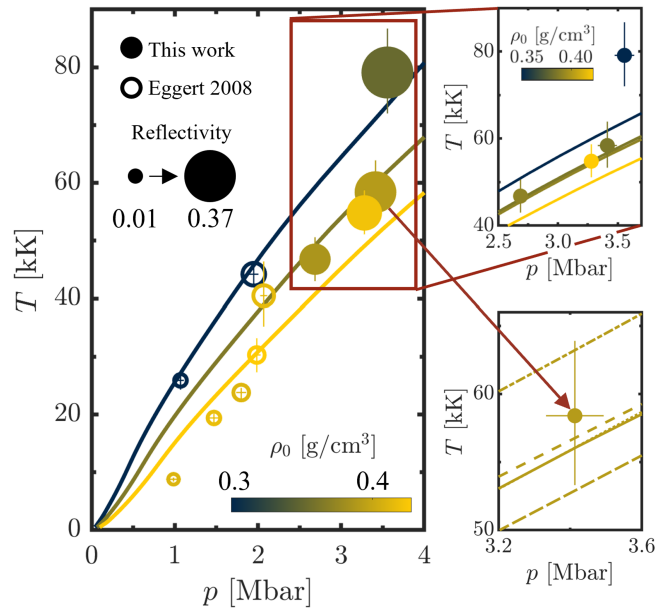 This work
Eggert 2008
Reflectivity
0.01
0.37
ρ₀ [g/cm³]
0.3
0.4
80
60
40
20
0
T [kK]
0
1
2
3
4
p [Mbar]
ρ₀ [g/cm³]
0.35
0.40
80
60
40
T [kK]
2.5
3.0
3.5
p [Mbar]
60
50
T [kK]
3.2
3.4
3.6
p [Mbar]